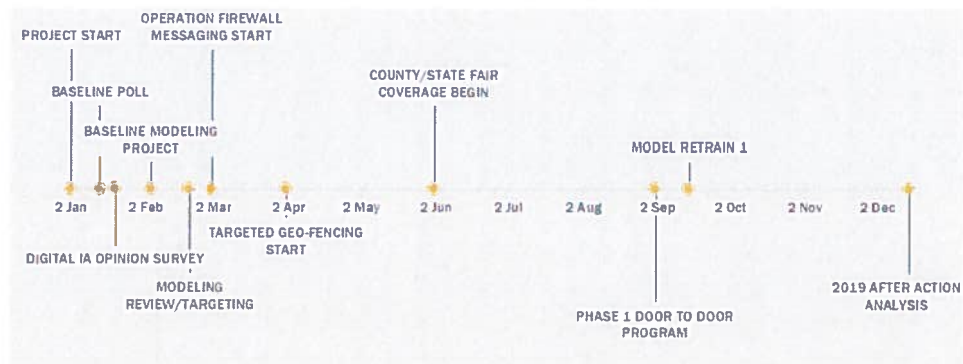 OPERATION FIREWALL
MESSAGING START
PROJECT START
COUNTY/STATE FAIR
COVERAGE BEGIN
BASELINE POLL
BASELINE MODELING
PROJECT
MODEL RETRAIN 1
2 Jan 2 Feb 2 Mar 2 Apr 2 May 2 Jun 2 Jul 2 Aug 2 Sep 2 Oct 2 Nov 2 Dec
TARGETED GEO-FENCING
START
DIGITAL IA OPINION SURVEY
MODELING
REVIEW/TARGETING
2019 AFTER ACTION
ANALYSIS
PHASE 1 DOOR TO DOOR
PROGRAM